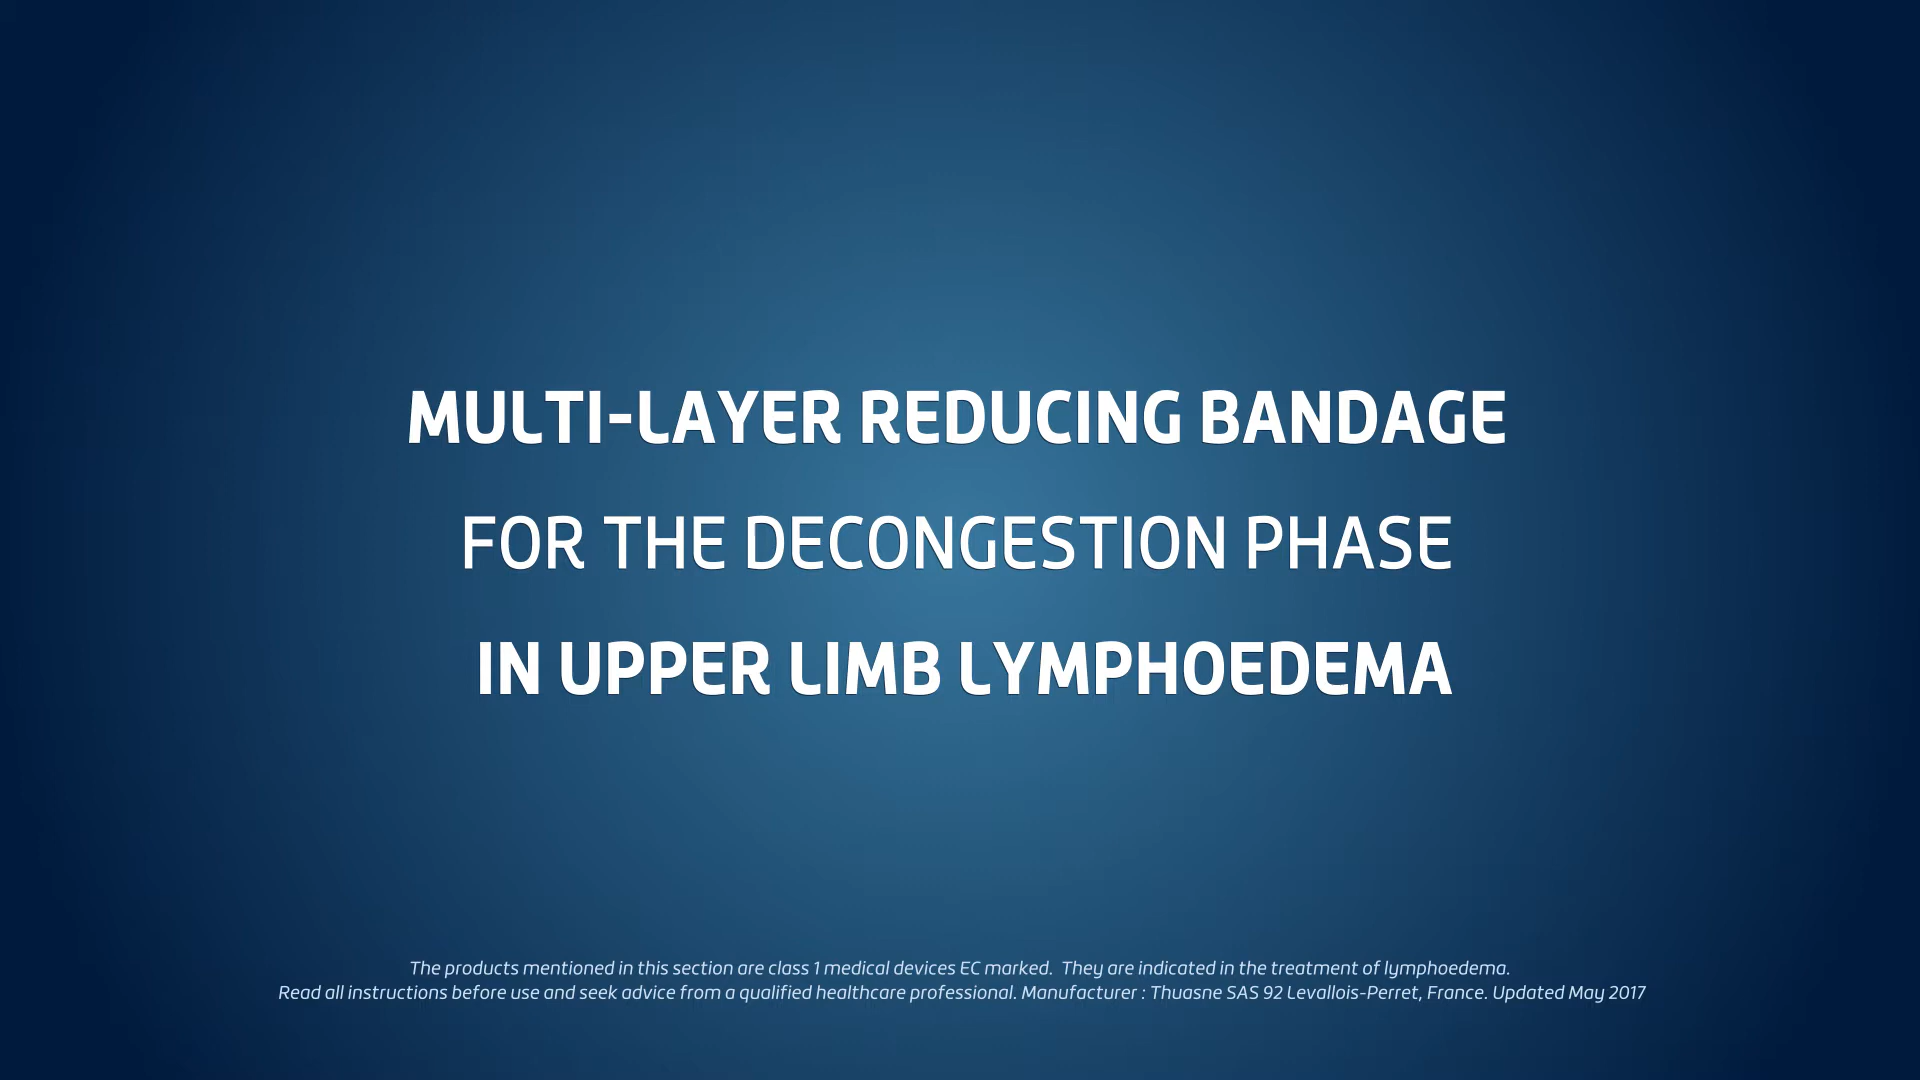 MULTI-LAYER REDUCING BANDAGE
FOR THE DECONGESTION PHASE
IN UPPER LIMB LYMPHOEDEMA
The products mentioned in this section are class 1 medical devices EC marked.  They are indicated in the treatment of lymphoedema.
Read all instructions before use and seek advice from a qualified healthcare professional. Manufacturer : Thuasne SAS 92 Levallois-Perret, France. Updated May 2017